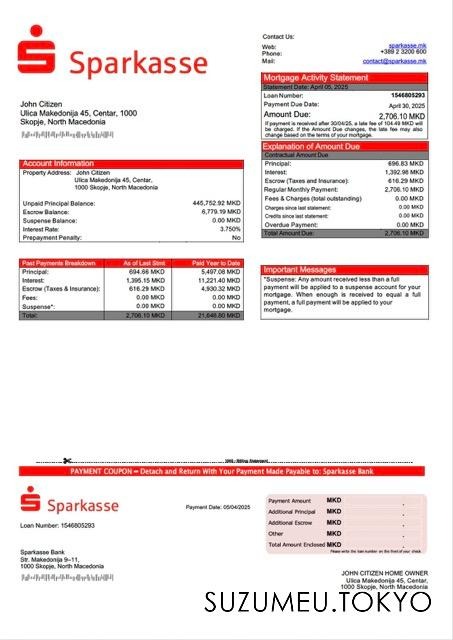 Sparkasse
Contact Us:
Web: sparkasse.mk
Phone: +389 2 3200 600
Mail: contact@sparkasse.mk
John Citizen
Ulica Makedonija 45, Centar, 1000
Skopje, North Macedonia
Mortgage Activity Statement
Statement Date: April 05, 2025
Loan Number: 1546805293
Payment Due Date: April 30, 2025
Amount Due: 2,706.10 MKD
If payment is received after 30/04/25, a late fee of 104.49 MKD will
be charged. If the Amount Due changes, the late fee may also
change based on the terms of your mortgage.
Explanation of Amount Due
Contractual Amount Due
Principal: 696.83 MKD
Interest: 1,392.98 MKD
Escrow (Taxes and Insurance): 616.29 MKD
Regular Monthly Payment: 2,706.10 MKD
Fees & Charges (total outstanding) 0.00 MKD
Charges since last statement: 0.00 MKD
Credits since last statement: 0.00 MKD
Overdue Payment: 0.00 MKD
Total Amount Due: 2,706.10 MKD
Account Information
Property Address: John Citizen
Ulica Makedonija 45, Centar,
1000 Skopje, North Macedonia
Unpaid Principal Balance: 445,752.92 MKD
Escrow Balance: 6,779.19 MKD
Suspense Balance: 0.00 MKD
Interest Rate: 3.750%
Prepayment Penalty: No
Past Payments Breakdown As of Last Stmt Paid Year to Date
Principal: 694.66 MKD 5,497.08 MKD
Interest: 1,395.15 MKD 11,221.40 MKD
Escrow (Taxes & Insurance): 616.29 MKD 4,930.32 MKD
Fees: 0.00 MKD 0.00 MKD
Suspense*: 0.00 MKD 0.00 MKD
Total: 2,706.10 MKD 21,648.80 MKD
Important Messages
*Suspense: Any amount received less than a full
payment will be applied to a suspense account for your
mortgage. When enough is received to equal a full
payment, a full payment will be applied to your
mortgage.
PAYMENT COUPON – Detach and Return With Your Payment Made Payable to: Sparkasse Bank
Sparkasse
Payment Date: 05/04/2025
Loan Number: 1546805293
Payment Amount MKD .
Additional Principal MKD .
Additional Escrow MKD .
Other MKD .
Total Amount Enclosed MKD .
Please write the loan number on the front of your check.
Sparkasse Bank
Str. Makedonija 9–11,
1000 Skopje, North Macedonia
JOHN CITIZEN HOME OWNER
Ulica Makedonija 45, Centar,
1000 Skopje, North Macedonia
SUZUMEU.TOKYO